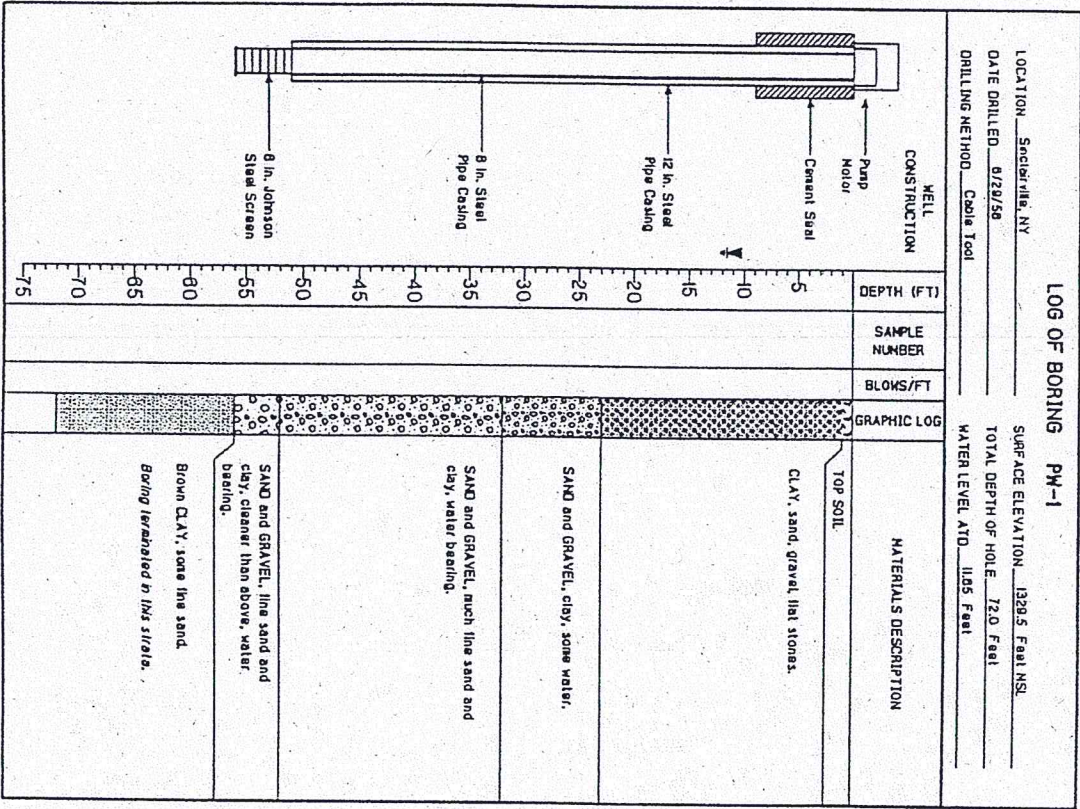 LOG OF BORING PW-1
LOCATION Sinclairville, NY
DATE DRILLED 8/29/58
DRILLING METHOD Cable Tool
SURFACE ELEVATION 1329.5 Feet MSL
TOTAL DEPTH OF HOLE 72.0 Feet
WATER LEVEL ATD 11.85 Feet
WELL
CONSTRUCTION
DEPTH (FT)
SAMPLE
NUMBER
BLOWS/FT
GRAPHIC LOG
MATERIALS DESCRIPTION
Pump
Motor
Cement Seal
12 in. Steel
Pipe Casing
8 in. Steel
Pipe Casing
8 in. Johnson
Steel Screen
-5
-10
-15
-20
-25
-30
-35
-40
-45
-50
-55
-60
-65
-70
-75
TOP SOIL
CLAY, sand, gravel, flat stones.
SAND and GRAVEL, clay, some water.
SAND and GRAVEL, much fine sand and
clay, water bearing.
SAND and GRAVEL, fine sand and
clay, cleaner than above, water
bearing.
Brown CLAY, some fine sand.
Boring terminated in this strata.